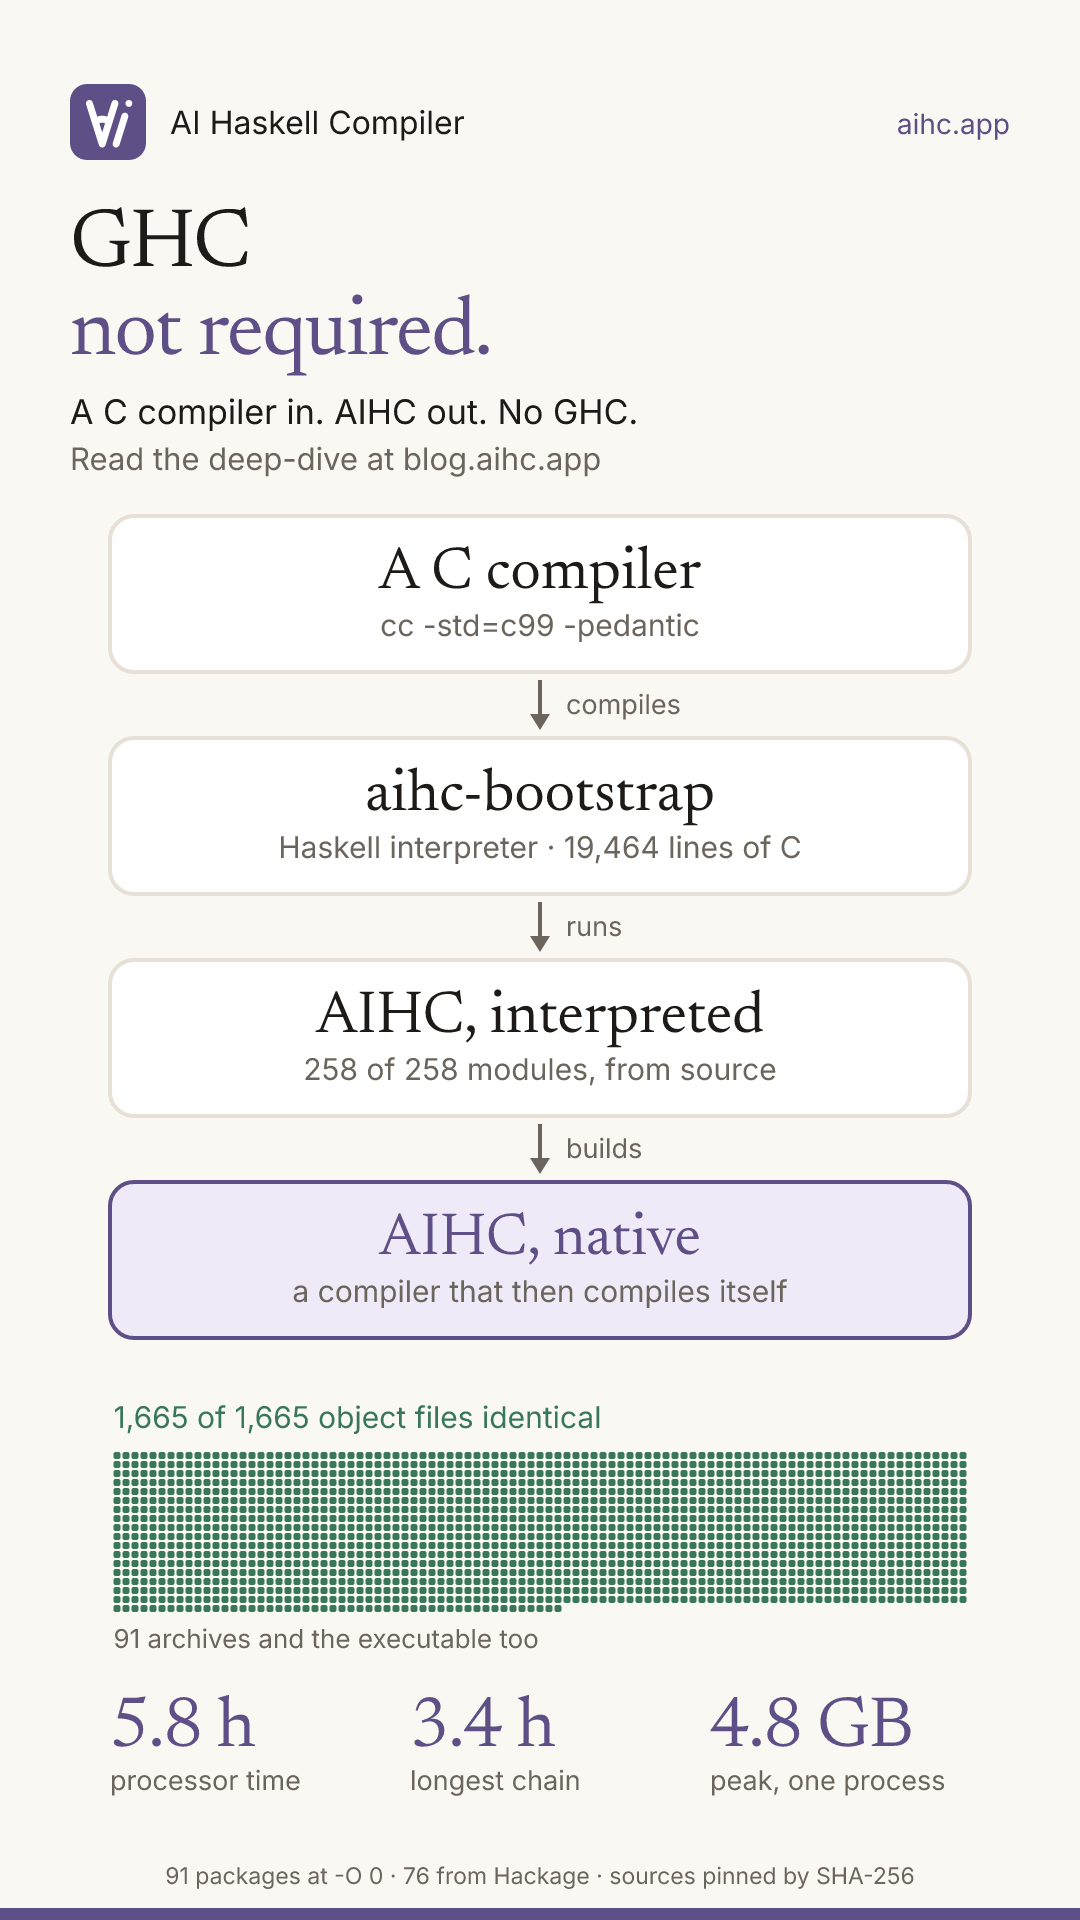 AI Haskell Compiler
aihc.app
GHC
not required.
A C compiler in. AIHC out. No GHC.
Read the deep-dive at blog.aihc.app
A C compiler
cc -std=c99 -pedantic
compiles
aihc-bootstrap
Haskell interpreter · 19,464 lines of C
runs
AIHC, interpreted
258 of 258 modules, from source
builds
AIHC, native
a compiler that then compiles itself
1,665 of 1,665 object files identical
91 archives and the executable too
5.8 h
processor time
3.4 h
longest chain
4.8 GB
peak, one process
91 packages at -O 0 · 76 from Hackage · sources pinned by SHA-256